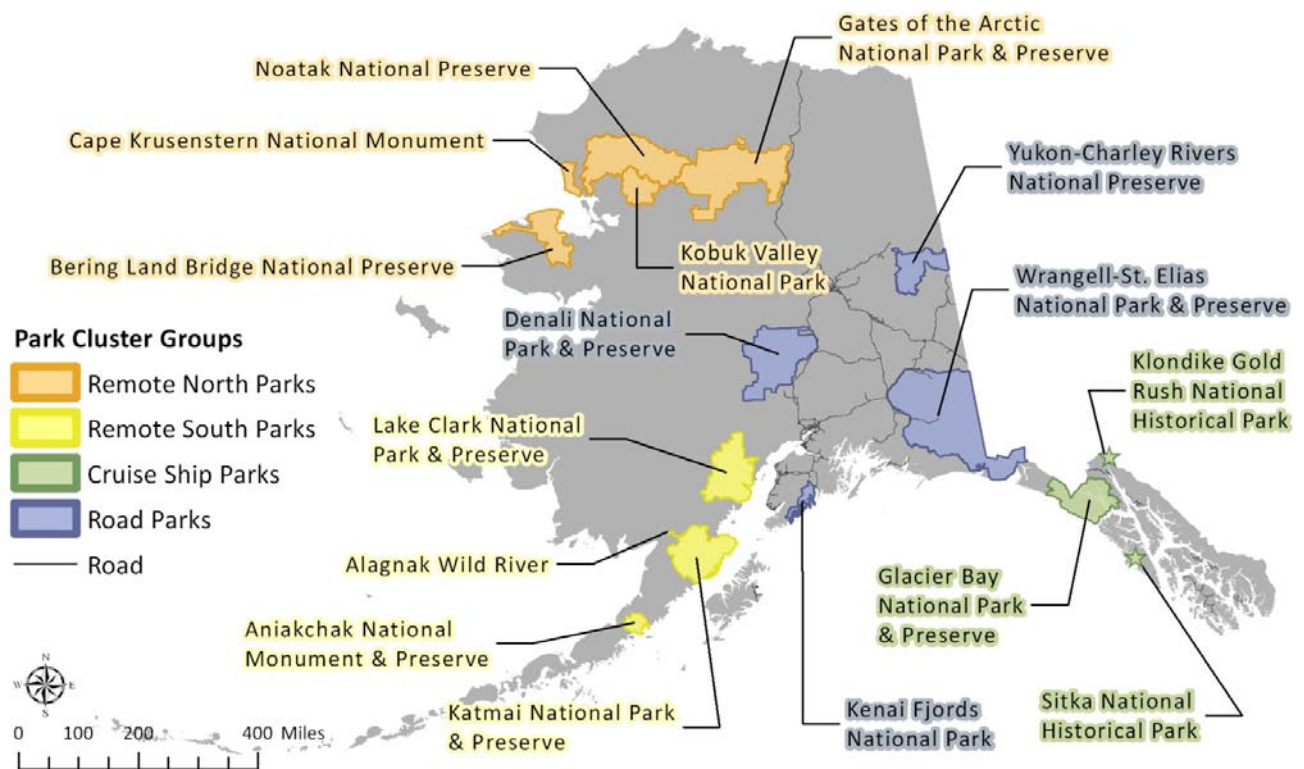 Gates of the Arctic
National Park & Preserve
Noatak National Preserve
Cape Krusenstern National Monument
Yukon-Charley Rivers
National Preserve
Bering Land Bridge National Preserve
Kobuk Valley
National Park
Wrangell-St. Elias
National Park & Preserve
Denali National
Park & Preserve
Park Cluster Groups
Remote North Parks
Remote South Parks
Cruise Ship Parks
Road Parks
Road
Klondike Gold
Rush National
Historical Park
Lake Clark National
Park & Preserve
Alagnak Wild River
Glacier Bay
National Park
& Preserve
Aniakchak National
Monument & Preserve
Katmai National Park
& Preserve
Kenai Fjords
National Park
Sitka National
Historical Park
N
W E
S
0 100 200 400 Miles